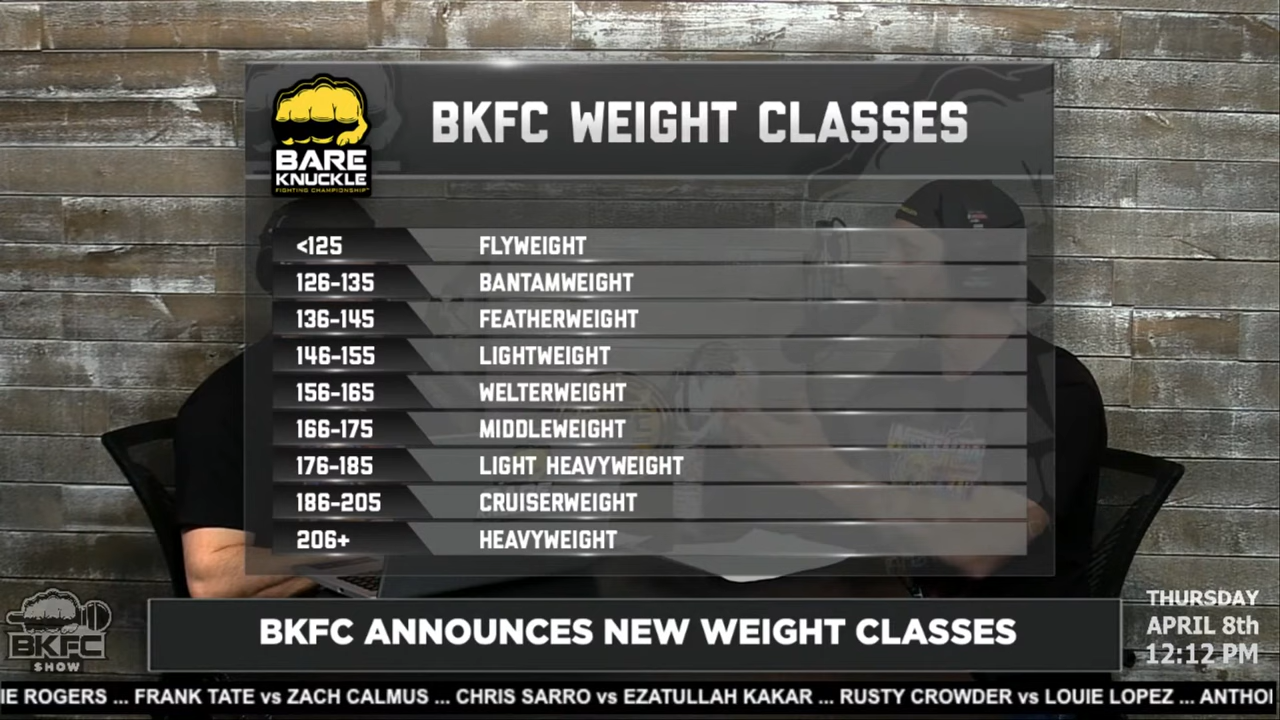 BARE
KNUCKLE
FIGHTING CHAMPIONSHIP
BKFC WEIGHT CLASSES
<125 FLYWEIGHT
126-135 BANTAMWEIGHT
136-145 FEATHERWEIGHT
146-155 LIGHTWEIGHT
156-165 WELTERWEIGHT
166-175 MIDDLEWEIGHT
176-185 LIGHT HEAVYWEIGHT
186-205 CRUISERWEIGHT
206+ HEAVYWEIGHT
BKFC
SHOW
BKFC ANNOUNCES NEW WEIGHT CLASSES
THURSDAY
APRIL 8th
12:12 PM
IE ROGERS ... FRANK TATE vs ZACH CALMUS ... CHRIS SARRO vs EZATULLAH KAKAR ... RUSTY CROWDER vs LOUIE LOPEZ ... ANTHO